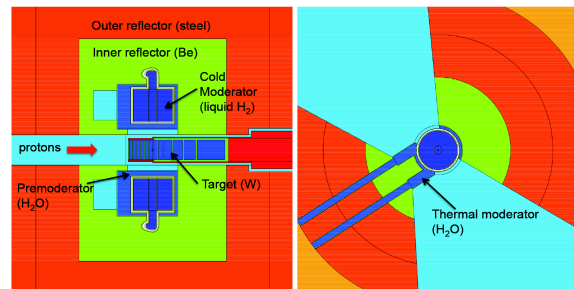 Outer reflector (steel)
Inner reflector (Be)
Cold
Moderator
(liquid H₂)
protons
Premoderator
(H₂O)
Target (W)
Thermal moderator
(H₂O)